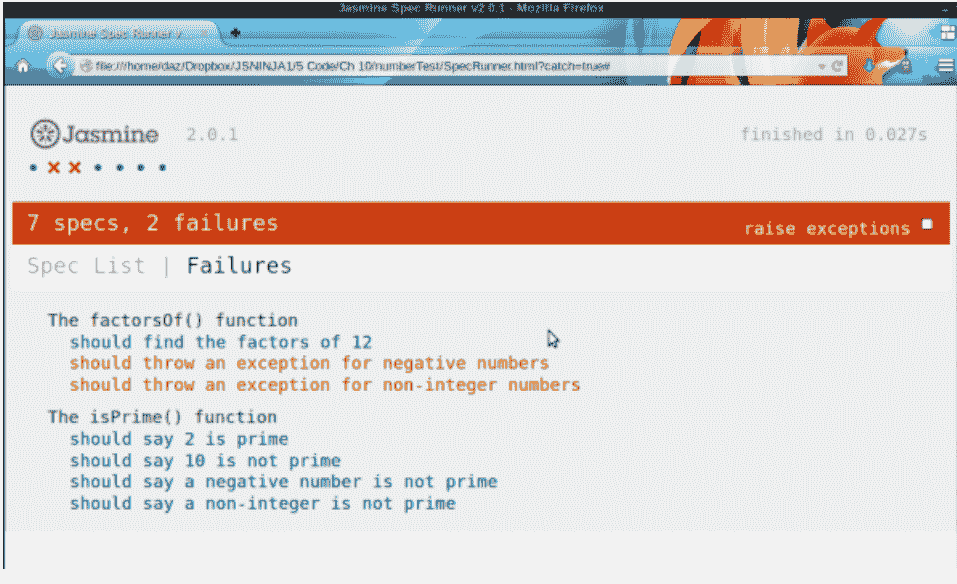 Jasmine Spec Runner v2.0.1 - Mozilla Firefox
Jasmine Spec Runner v...
file:///home/daz/Dropbox/JSNINJA1/5 Code/Ch 10/numberTest/SpecRunner.html?catch=true#
Jasmine 2.0.1 finished in 0.027s
7 specs, 2 failures raise exceptions
Spec List | Failures
The factorsOf() function
should find the factors of 12
should throw an exception for negative numbers
should throw an exception for non-integer numbers
The isPrime() function
should say 2 is prime
should say 10 is not prime
should say a negative number is not prime
should say a non-integer is not prime